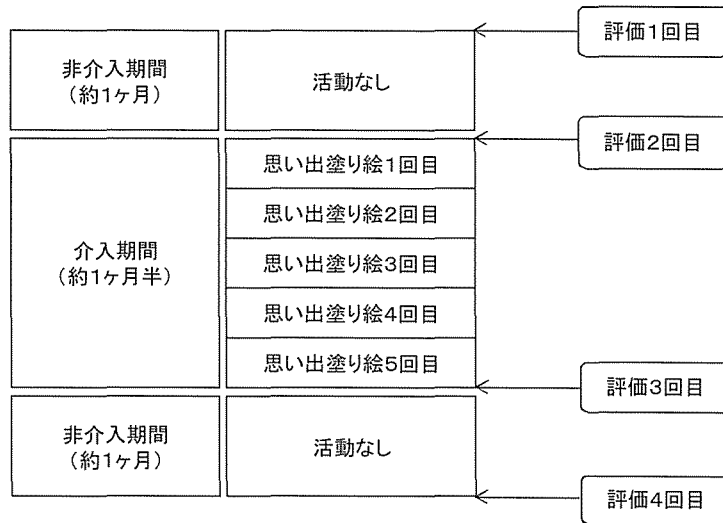 評価1回目
非介入期間
(約1ヶ月)
活動なし
評価2回目
思い出塗り絵1回目
思い出塗り絵2回目
介入期間
(約1ヶ月半)
思い出塗り絵3回目
思い出塗り絵4回目
思い出塗り絵5回目
評価3回目
非介入期間
(約1ヶ月)
活動なし
評価4回目